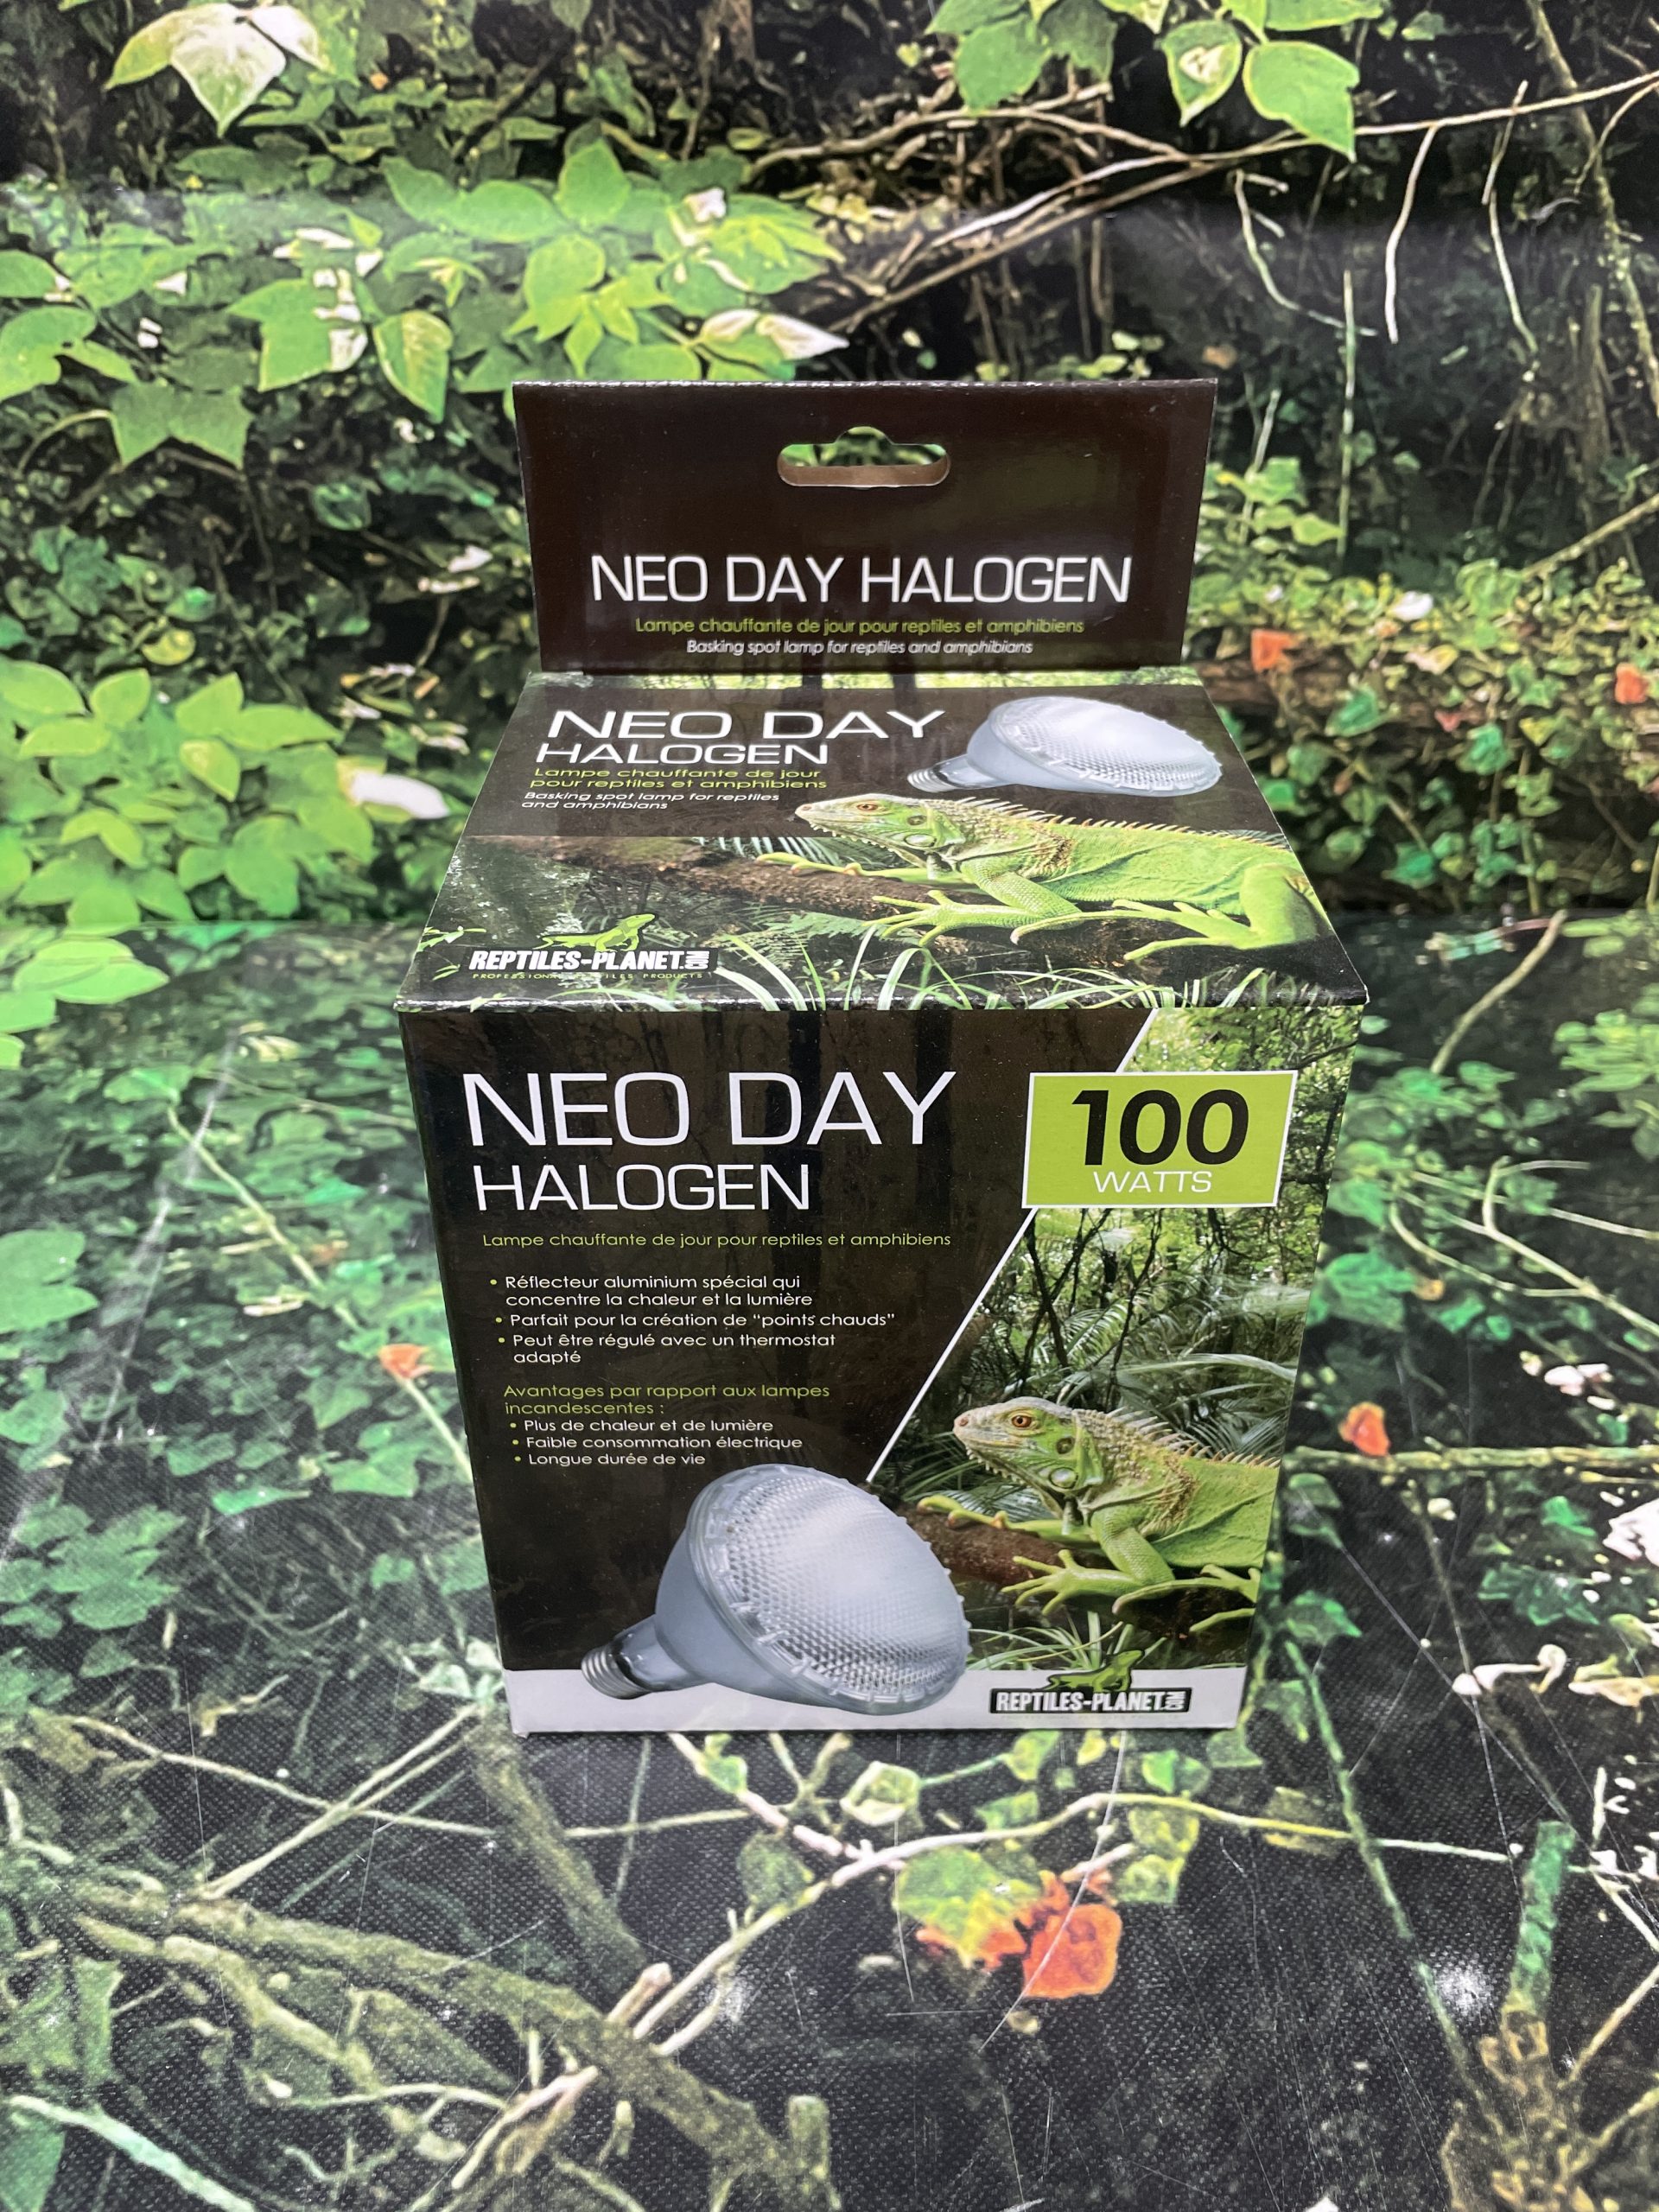 NEO DAY HALOGEN
Lampe chauffante de jour pour reptiles et amphibiens
Basking spot lamp for reptiles and amphibians
NEO DAY
HALOGEN
Lampe chauffante de jour
pour reptiles et amphibiens
Basking spot lamp for reptiles
and amphibians
REPTILES-PLANET.COM
NEO DAY
HALOGEN
100
WATTS
Lampe chauffante de jour pour reptiles et amphibiens
• Réflecteur aluminium spécial qui
concentre la chaleur et la lumière
• Parfait pour la création de "points chauds"
• Peut être régulé avec un thermostat
adapté
Avantages par rapport aux lampes
incandescentes :
• Plus de chaleur et de lumière
• Faible consommation électrique
• Longue durée de vie
REPTILES-PLANET.COM